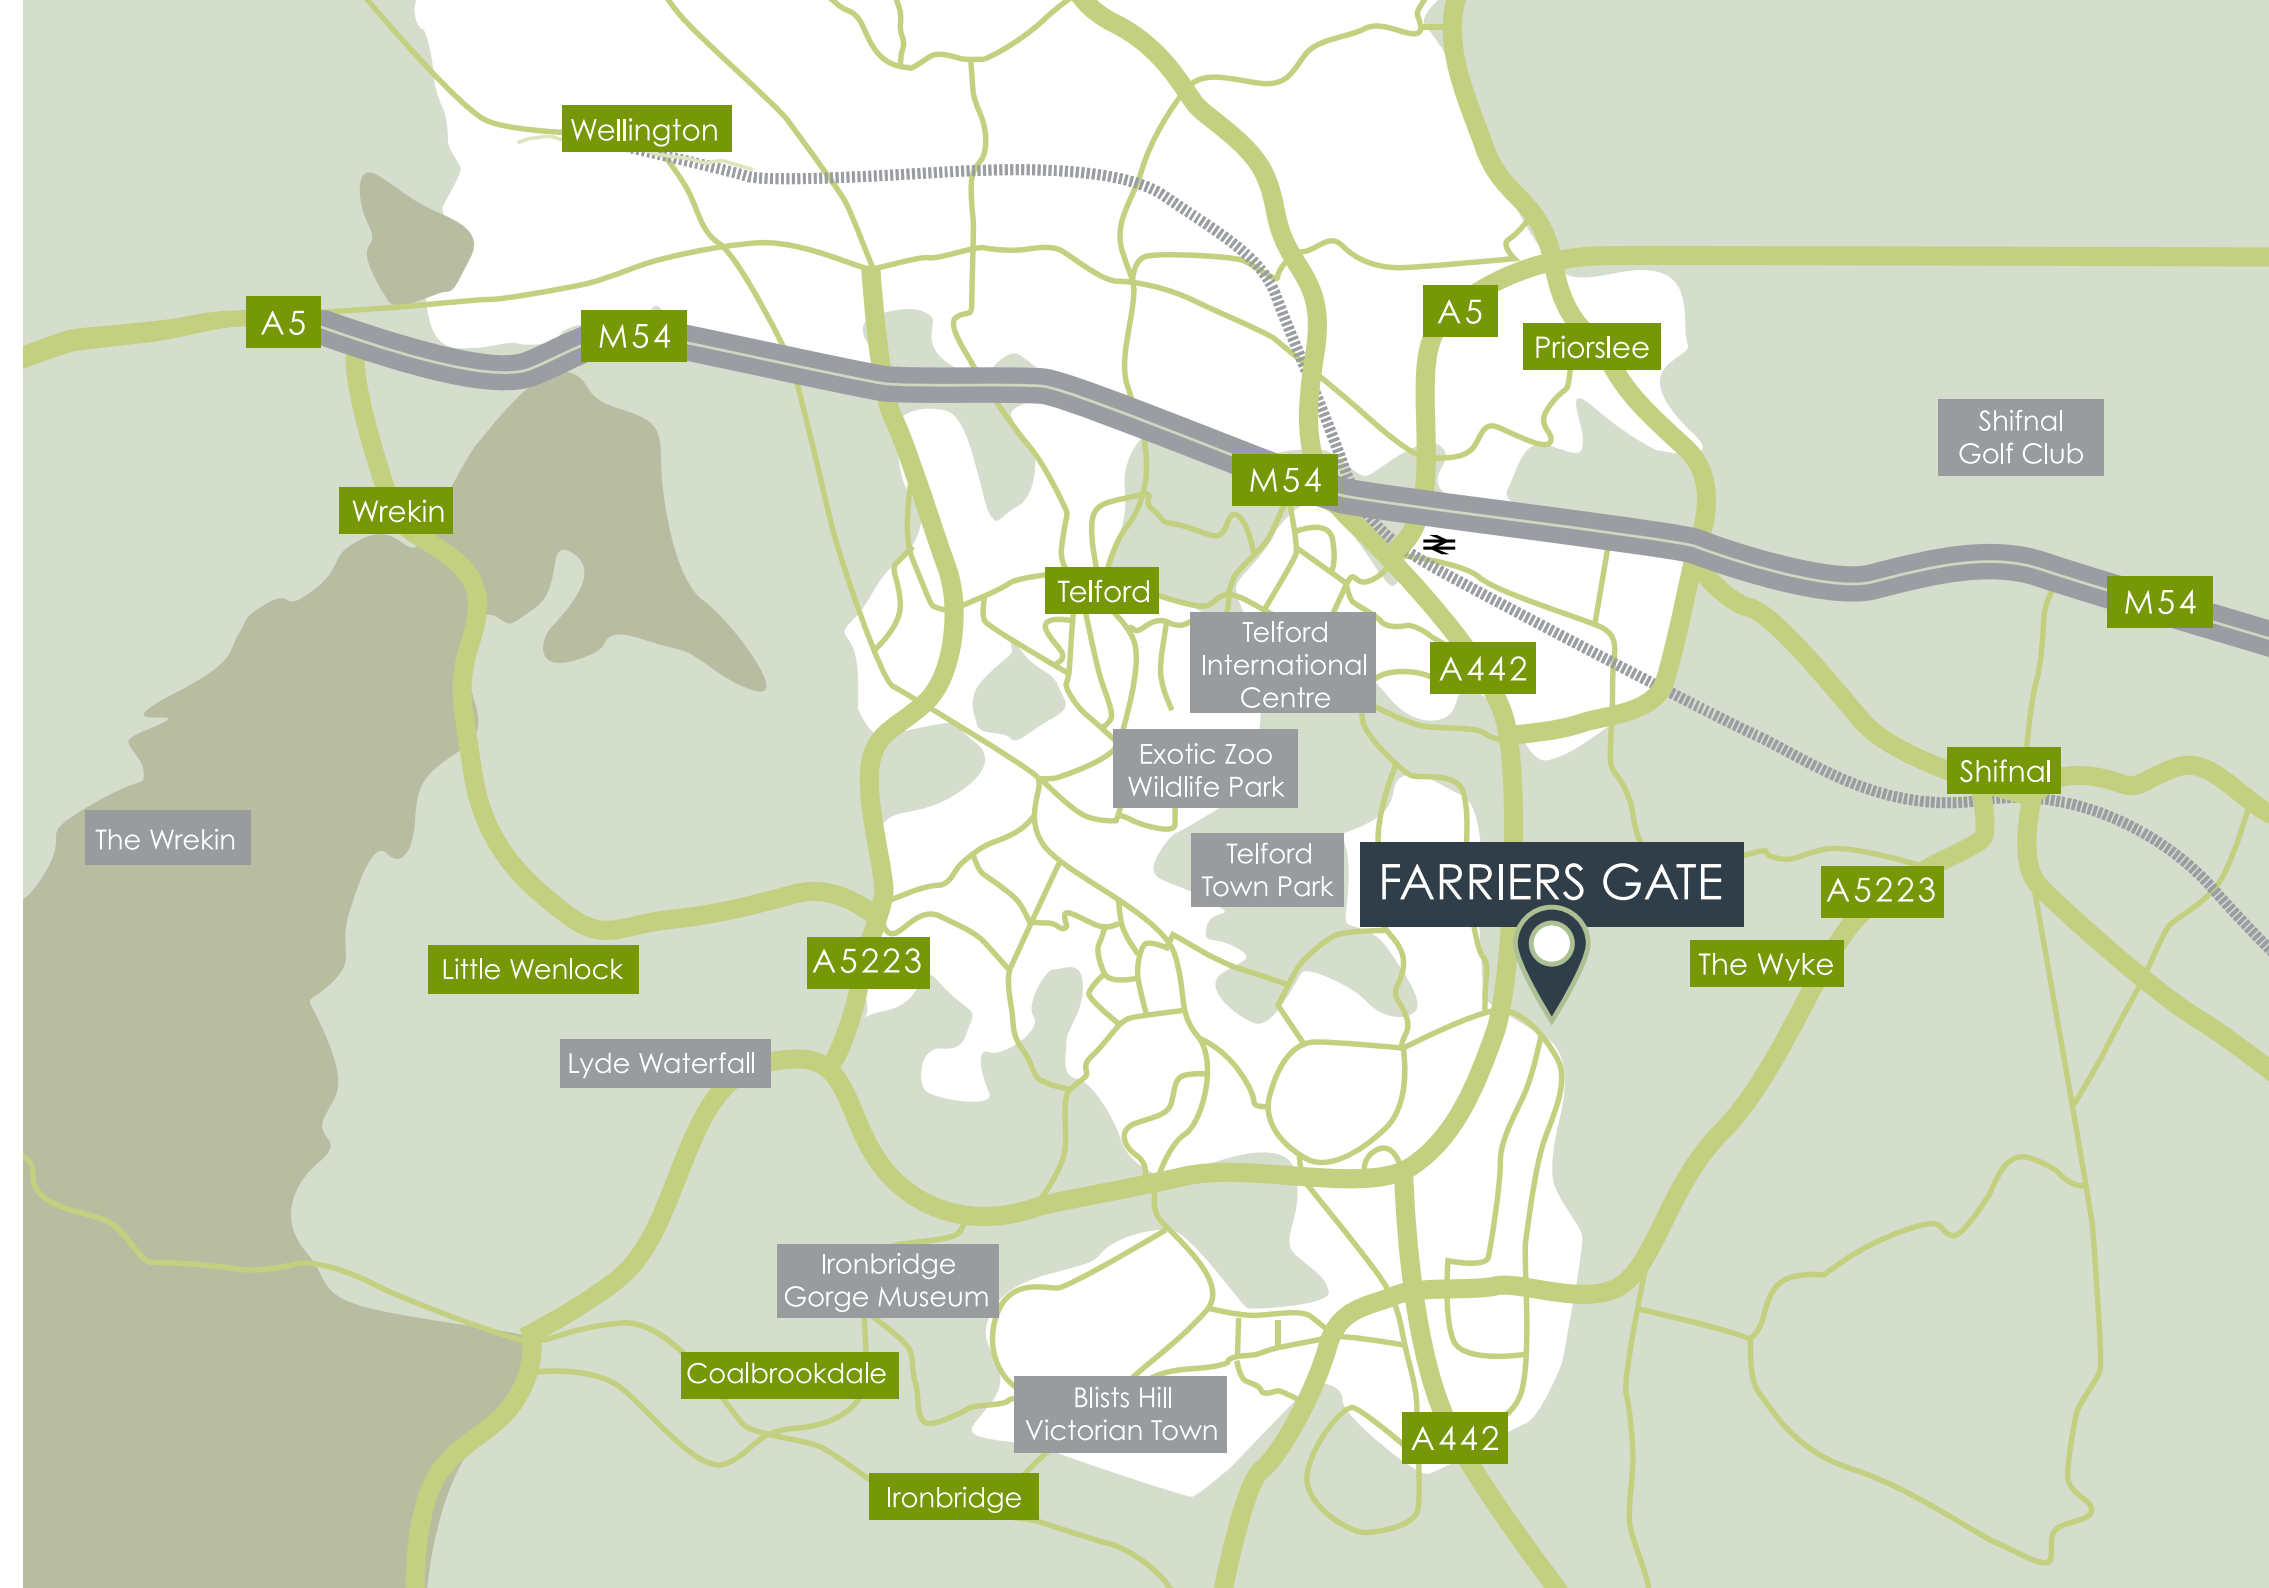 Wellington
A5
M54
A5
Priorslee
Shifnal
Golf Club
M54
Wrekin
Telford
M54
Telford
International
Centre
A442
Exotic Zoo
Wildlife Park
Shifnal
The Wrekin
Telford
Town Park
FARRIERS GATE
A5223
Little Wenlock
A5223
The Wyke
Lyde Waterfall
Ironbridge
Gorge Museum
Coalbrookdale
Blists Hill
Victorian Town
A442
Ironbridge